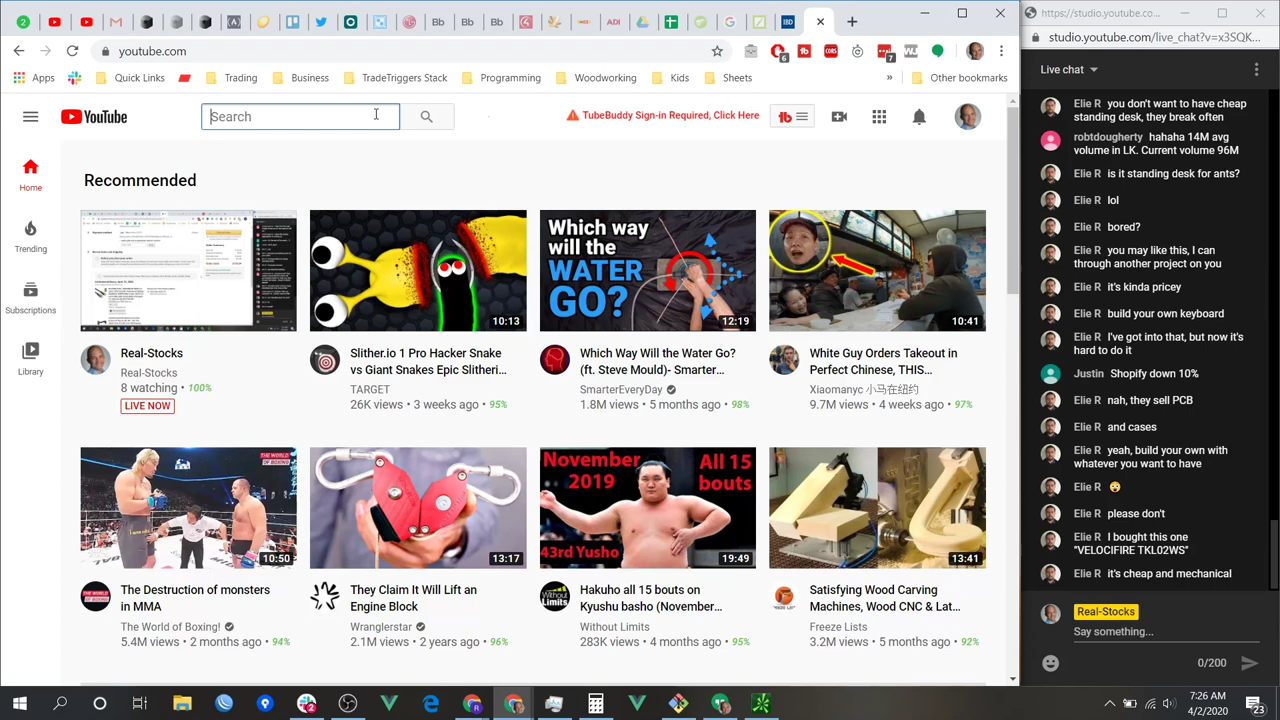 https://studio.youtube.co...
youtube.com
studio.youtube.com/live_chat?v=x3SQK...
6
7
Apps
Quick Links
Trading
Business
TradeTriggers Stack
Programming
Woodworking
Kids
Sheets
»
Other bookmarks
Live chat
YouTube
Search
TubeBuddy Sign-in Required, Click Here
tb
Home
Trending
Subscriptions
Library
Recommended
10:13
Which way
will the
WATER
GO?
12:19
10:41
Real-Stocks
Real-Stocks
8 watching • 100%
LIVE NOW
Slither.io 1 Pro Hacker Snake
vs Giant Snakes Epic Slitheri...
TARGET
26K views • 3 weeks ago • 95%
Which Way Will the Water Go?
(ft. Steve Mould)- Smarter...
SmarterEveryDay
1.8M views • 5 months ago • 98%
White Guy Orders Takeout in
Perfect Chinese, THIS...
Xiaomanyc 小马在纽约
9.7M views • 4 weeks ago • 97%
THE WORLD
OF BOXING
10:50
13:17
November
2019
All 15
bouts
43rd Yusho
19:49
13:41
The Destruction of monsters
in MMA
The World of Boxing!
5.4M views • 2 months ago • 94%
They Claim It Will Lift an
Engine Block
Wranglerstar
2.1M views • 2 years ago • 96%
Without
Limits
Hakuho all 15 bouts on
Kyushu basho (November...
Without Limits
283K views • 4 months ago • 95%
Satisfying Wood Carving
Machines, Wood CNC & Lat...
Freeze Lists
3.2M views • 5 months ago • 92%
Elie R you don't want to have cheap
standing desk, they break often
robtdougherty hahaha 14M avg
volume in LK. Current volume 96M
Elie R is it standing desk for ants?
Elie R lol
Elie R bored?
Elie R buy like this, I can
through another project on you
Elie R it's kinda pricey
Elie R build your own keyboard
Elie R I've got into that, but now it's
hard to do it
Justin Shopify down 10%
Elie R nah, they sell PCB
Elie R and cases
Elie R yeah, build your own with
whatever you want to have
Elie R 😮
Elie R please don't
Elie R I bought this one
"VELOCIFIRE TKL02WS"
Elie R it's cheap and mechanical
Real-Stocks
Say something...
0/200
7:26 AM
4/2/2020
23